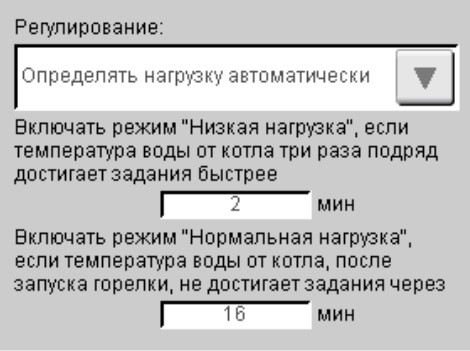 Регулирование:
Определять нагрузку автоматически
Включать режим "Низкая нагрузка", если
температура воды от котла три раза подряд
достигает задания быстрее
2 мин
Включать режим "Нормальная нагрузка",
если температура воды от котла, после
запуска горелки, не достигает задания через
16 мин